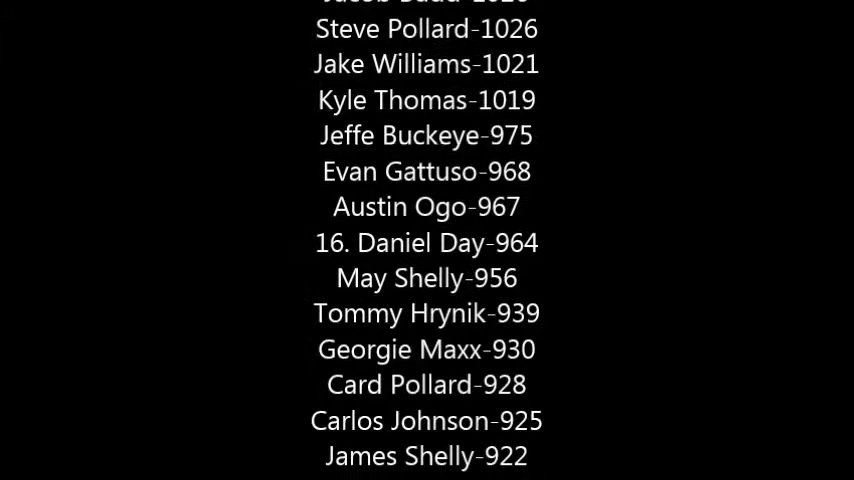 Steve Pollard-1026
Jake Williams-1021
Kyle Thomas-1019
Jeffe Buckeye-975
Evan Gattuso-968
Austin Ogo-967
16. Daniel Day-964
May Shelly-956
Tommy Hrynik-939
Georgie Maxx-930
Card Pollard-928
Carlos Johnson-925
James Shelly-922